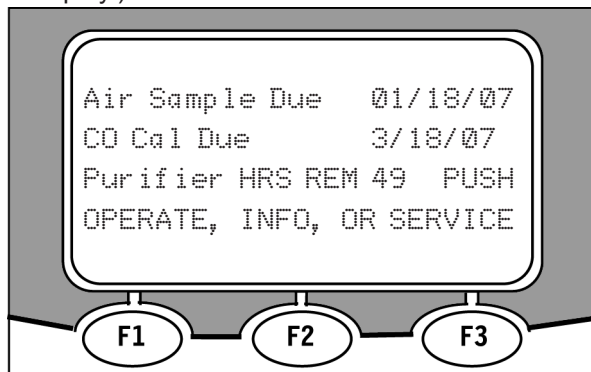 Air Sample Due 01/18/07
CO Cal Due 3/18/07
Purifier HRS REM 49 PUSH
OPERATE, INFO, OR SERVICE
F1 F2 F3